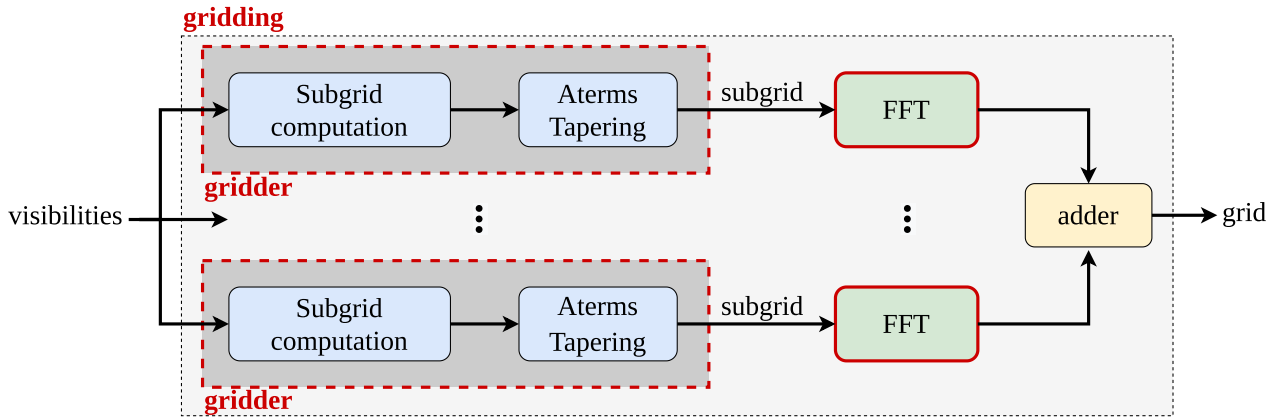 gridding
Subgrid
computation
Aterms
Tapering
subgrid
FFT
gridder
visibilities
adder
grid
Subgrid
computation
Aterms
Tapering
subgrid
FFT
gridder